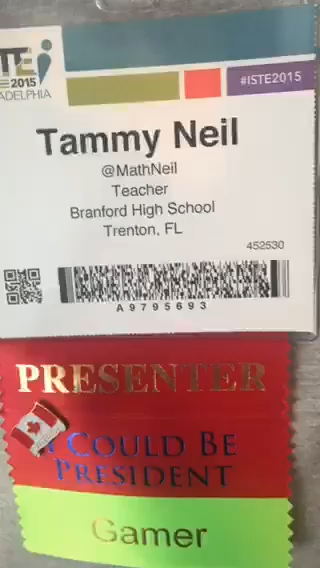 TE
2015
ADELPHIA
#ISTE2015
Tammy Neil
@MathNeil
Teacher
Branford High School
Trenton, FL
452530
A9795693
PRESENTER
I COULD BE
PRESIDENT
Gamer